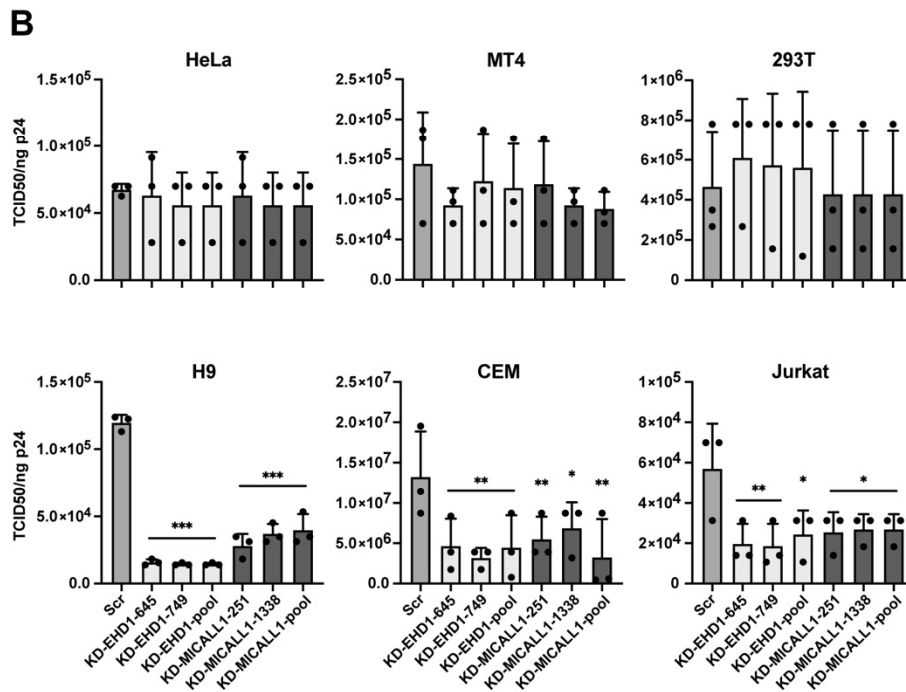 B
HeLa
MT4
293T
TCID50/ng p24
1.5×10⁵
1.0×10⁵
5.0×10⁴
0.0
2.5×10⁵
2.0×10⁵
1.5×10⁵
1.0×10⁵
5.0×10⁴
0.0
1×10⁶
8×10⁵
6×10⁵
4×10⁵
2×10⁵
0
H9
CEM
Jurkat
TCID50/ng p24
1.5×10⁵
1.0×10⁵
5.0×10⁴
0.0
***
***
2.5×10⁷
2.0×10⁷
1.5×10⁷
1.0×10⁷
5.0×10⁶
0.0
**
**
*
**
1×10⁵
8×10⁴
6×10⁴
4×10⁴
2×10⁴
0
**
*
*
Scr
KD-EHD1-645
KD-EHD1-749
KD-EHD1-pool
KD-MICALL1-251
KD-MICALL1-1338
KD-MICALL1-pool
Scr
KD-EHD1-645
KD-EHD1-749
KD-EHD1-pool
KD-MICALL1-251
KD-MICALL1-1338
KD-MICALL1-pool
Scr
KD-EHD1-645
KD-EHD1-749
KD-EHD1-pool
KD-MICALL1-251
KD-MICALL1-1338
KD-MICALL1-pool